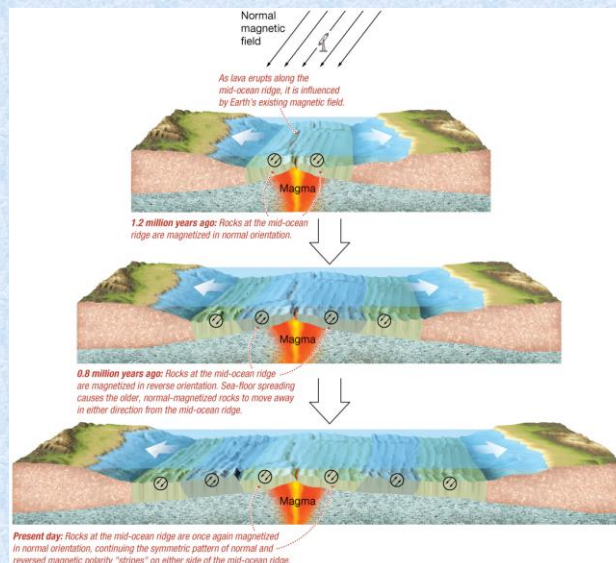 Normal
magnetic
field
As lava erupts along the
mid-ocean ridge, it is influenced
by Earth's existing magnetic field.
Magma
1.2 million years ago: Rocks at the mid-ocean
ridge are magnetized in normal orientation.
Magma
0.8 million years ago: Rocks at the mid-ocean ridge
are magnetized in reverse orientation. Sea-floor spreading
causes the older, normal-magnetized rocks to move away
in either direction from the mid-ocean ridge.
Magma
Present day: Rocks at the mid-ocean ridge are once again magnetized
in normal orientation, continuing the symmetric pattern of normal and
reversed magnetic polarity "stripes" on either side of the mid-ocean ridge.